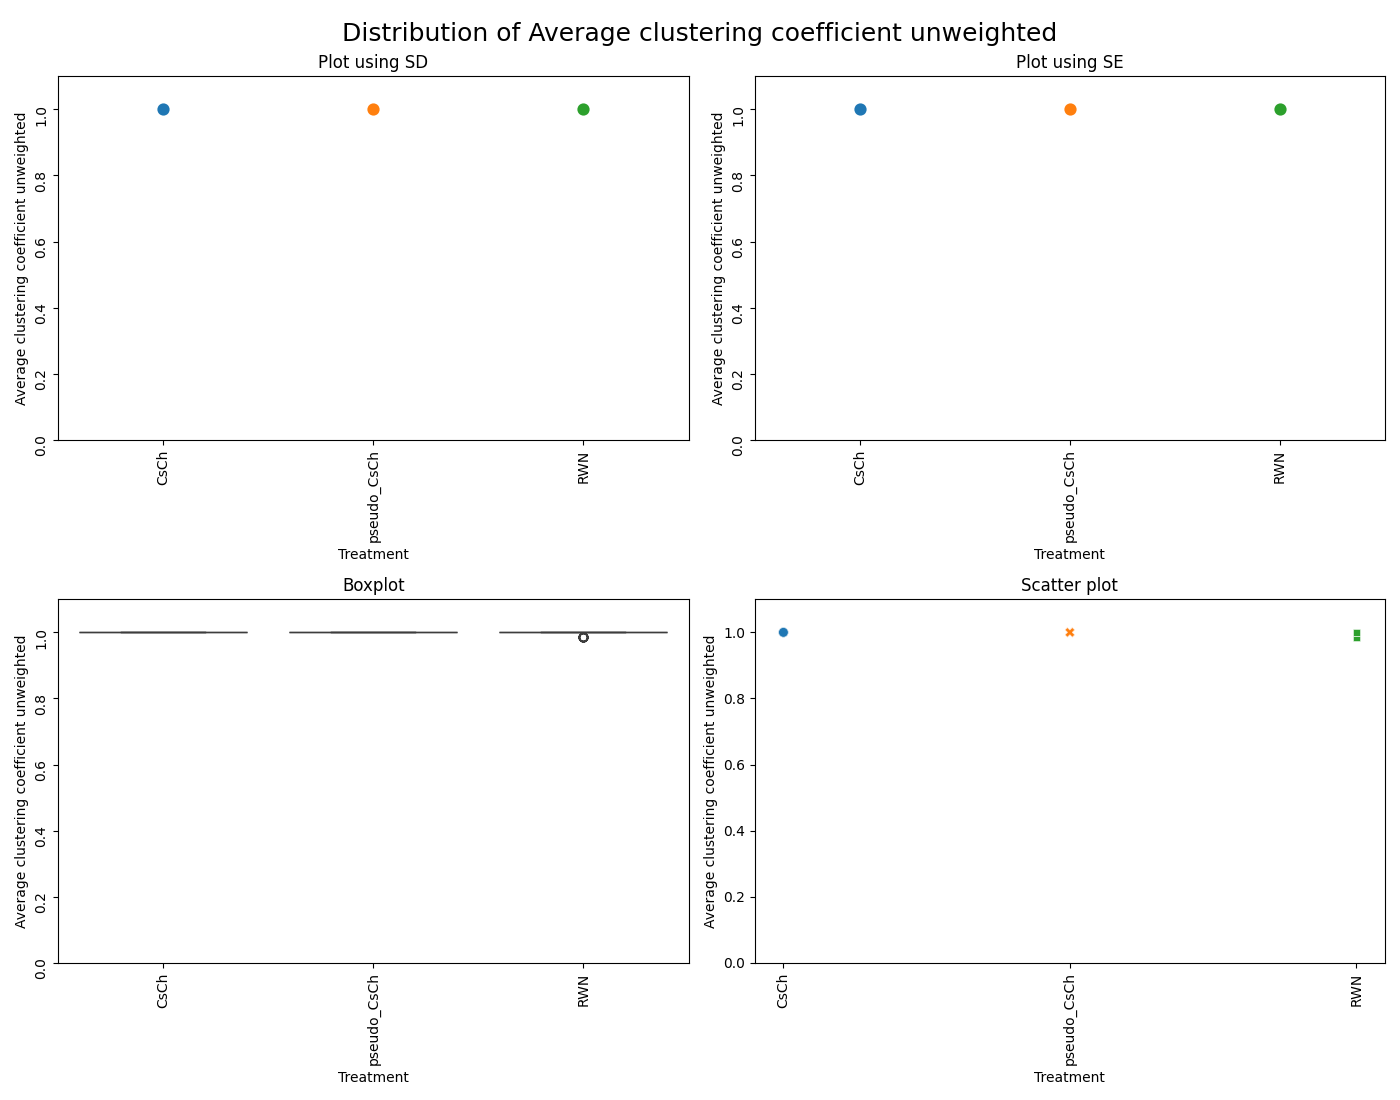 Distribution of Average clustering coefficient unweighted
Plot using SD
Average clustering coefficient unweighted
1.0
0.8
0.6
0.4
0.2
0.0
CsCh
pseudo_CsCh
RWN
Treatment
Plot using SE
Average clustering coefficient unweighted
1.0
0.8
0.6
0.4
0.2
0.0
CsCh
pseudo_CsCh
RWN
Treatment
Boxplot
Average clustering coefficient unweighted
1.0
0.8
0.6
0.4
0.2
0.0
CsCh
pseudo_CsCh
RWN
Treatment
Scatter plot
Average clustering coefficient unweighted
1.0
0.8
0.6
0.4
0.2
0.0
CsCh
pseudo_CsCh
RWN
Treatment